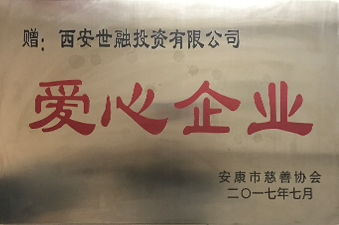 赠：西安世融投资有限公司
爱心企业
安康市慈善协会
二〇一七年七月